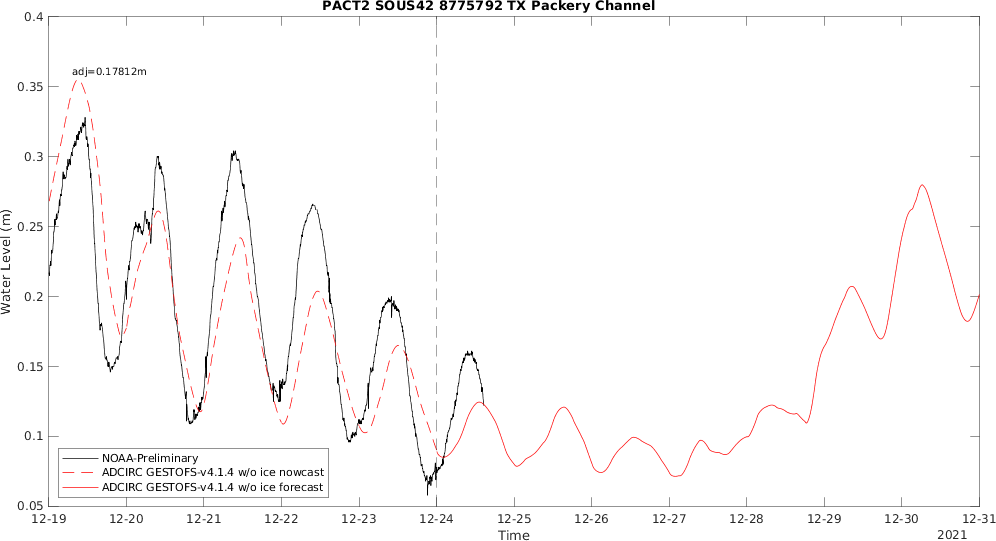 PACT2 SOUS42 8775792 TX Packery Channel
adj=0.17812m
Water Level (m)
0.4
0.35
0.3
0.25
0.2
0.15
0.1
0.05
NOAA-Preliminary
ADCIRC GESTOFS-v4.1.4 w/o ice nowcast
ADCIRC GESTOFS-v4.1.4 w/o ice forecast
12-19 12-20 12-21 12-22 12-23 12-24 12-25 12-26 12-27 12-28 12-29 12-30 12-31
Time
2021